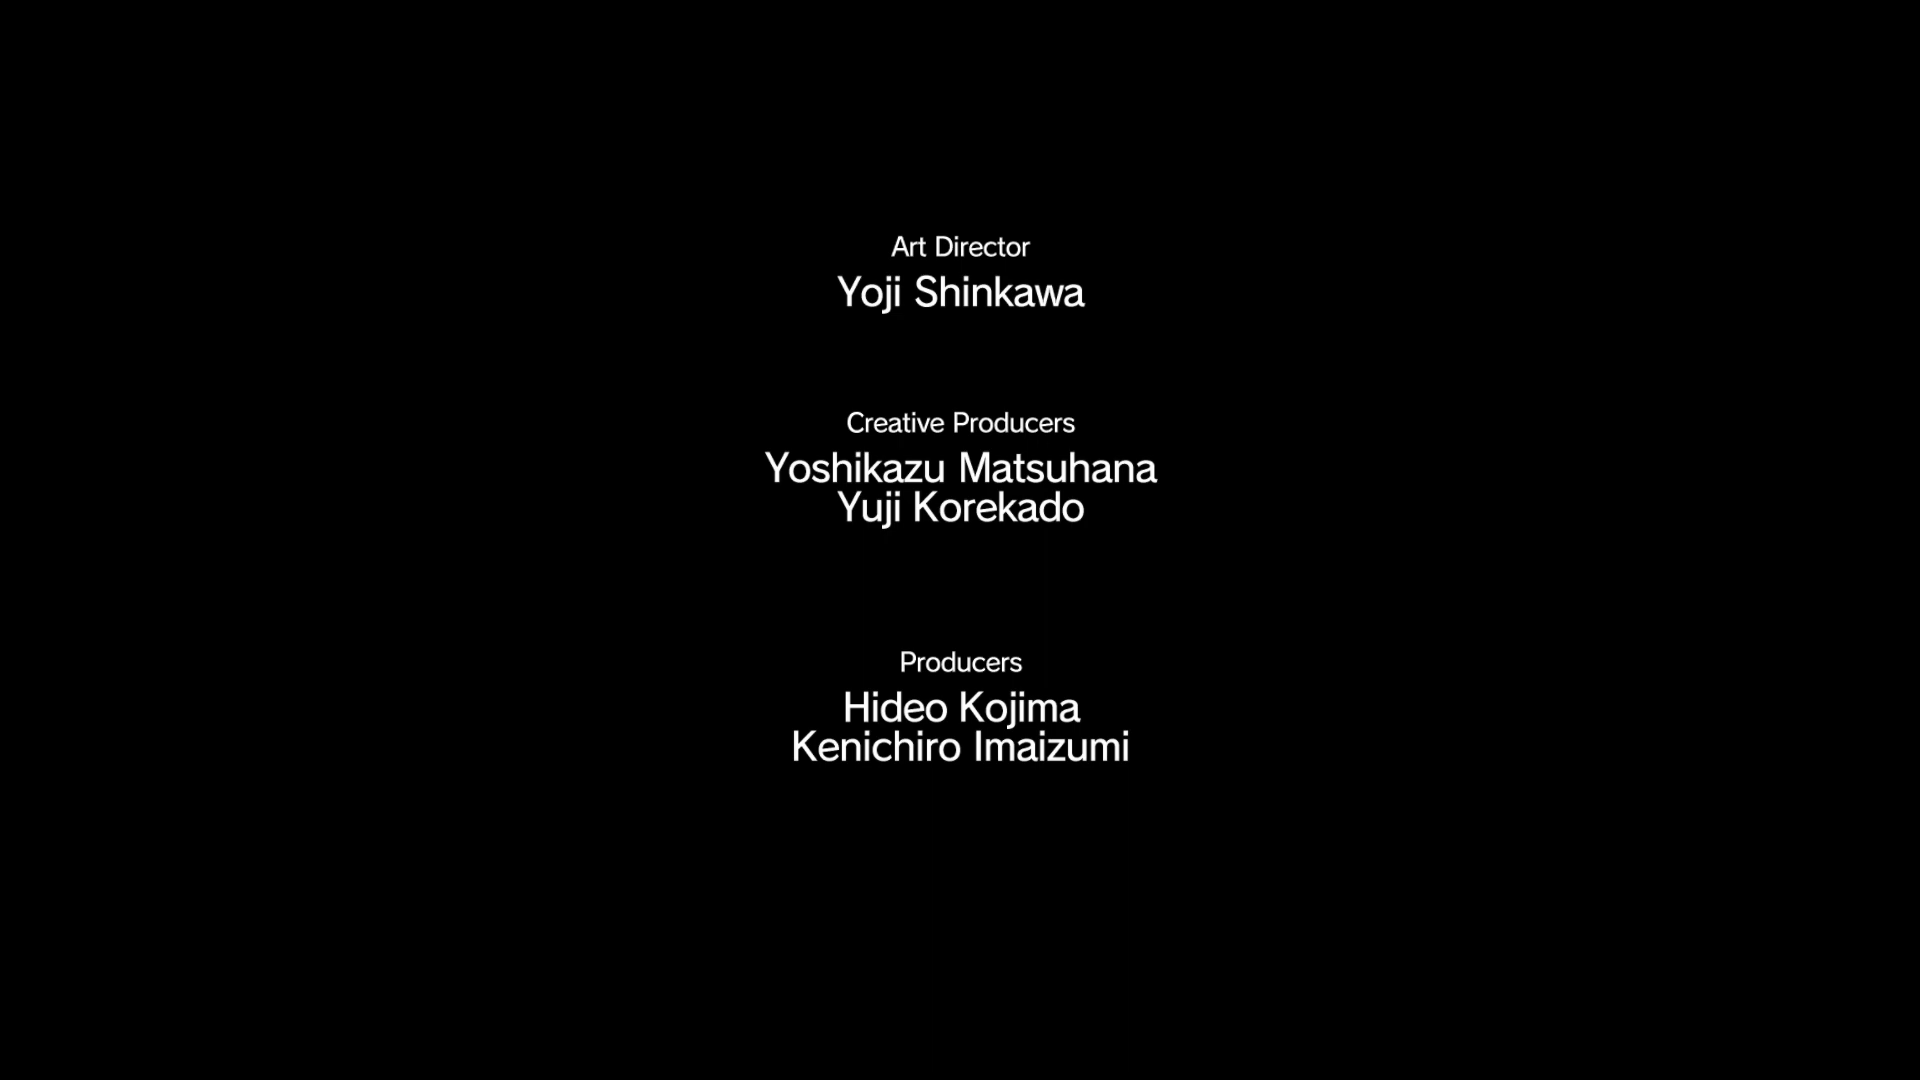 Art Director
Yoji Shinkawa
Creative Producers
Yoshikazu Matsuhana
Yuji Korekado
Producers
Hideo Kojima
Kenichiro Imaizumi